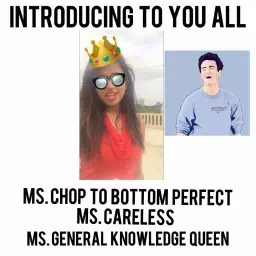 INTRODUCING TO YOU ALL
MS. CHOP TO BOTTOM PERFECT
MS. CARELESS
MS. GENERAL KNOWLEDGE QUEEN